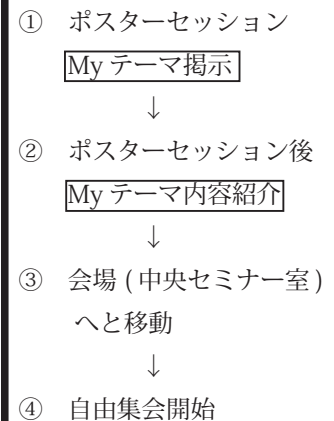 ① ポスターセッション
My テーマ掲示
↓
② ポスターセッション後
My テーマ内容紹介
↓
③ 会場 ( 中央セミナー室 )
へと移動
↓
④ 自由集会開始